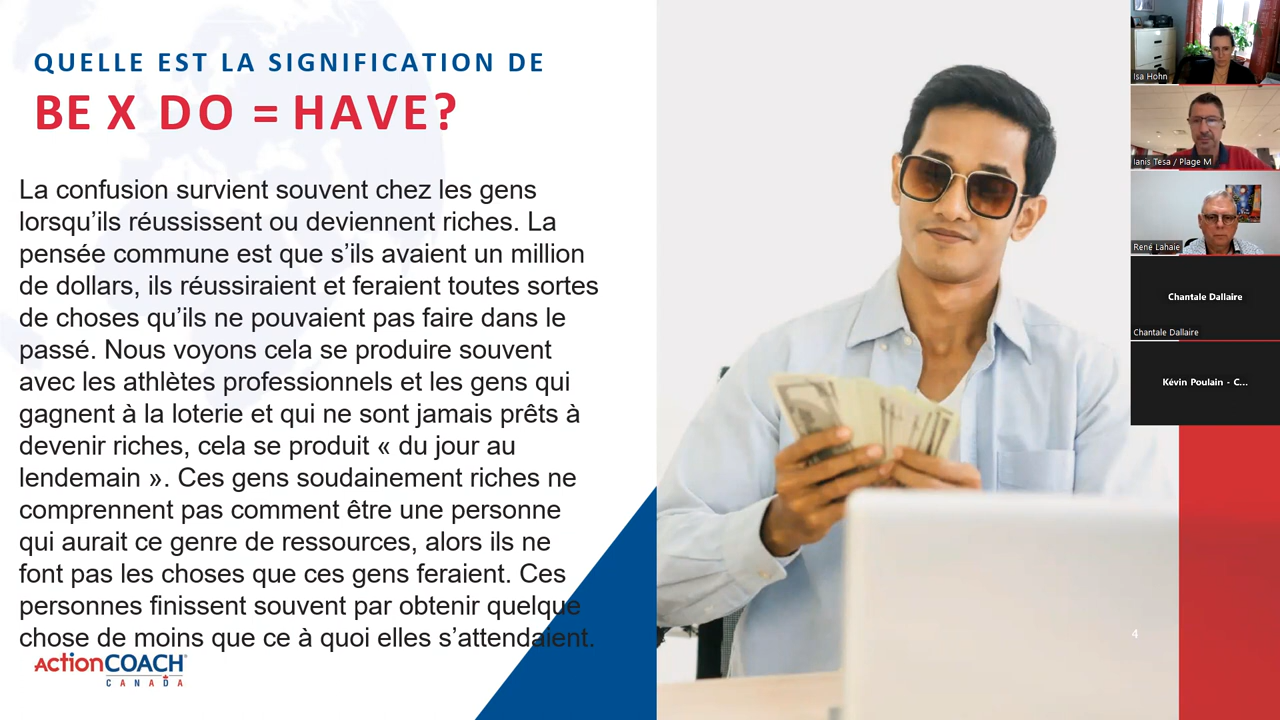 QUELLE EST LA SIGNIFICATION DE
BE X DO = HAVE?
La confusion survient souvent chez les gens
lorsqu’ils réussissent ou deviennent riches. La
pensée commune est que s’ils avaient un million
de dollars, ils réussiraient et feraient toutes sortes
de choses qu’ils ne pouvaient pas faire dans le
passé. Nous voyons cela se produire souvent
avec les athlètes professionnels et les gens qui
gagnent à la loterie et qui ne sont jamais prêts à
devenir riches, cela se produit « du jour au
lendemain ». Ces gens soudainement riches ne
comprennent pas comment être une personne
qui aurait ce genre de ressources, alors ils ne
font pas les choses que ces gens feraient. Ces
personnes finissent souvent par obtenir quelque
chose de moins que ce à quoi elles s’attendaient.
ActionCOACH
CANADA
4
Isa Hohn
Ianis Tesa / Plage M
René Lahaie
Chantale Dallaire
Chantale Dallaire
Kévin Poulain - C...